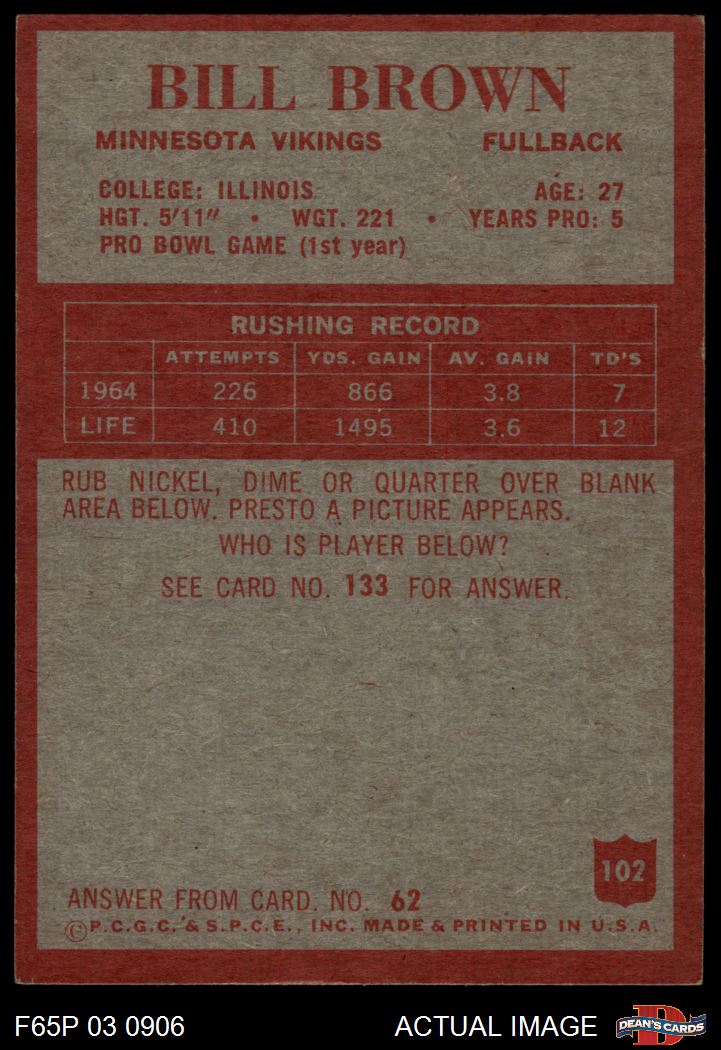 BILL BROWN
MINNESOTA VIKINGS FULLBACK
COLLEGE: ILLINOIS AGE: 27
HGT. 5'11" • WGT. 221 • YEARS PRO: 5
PRO BOWL GAME (1st year)
RUSHING RECORD
ATTEMPTS YDS. GAIN AV. GAIN TD'S
1964 226 866 3.8 7
LIFE 410 1495 3.6 12
RUB NICKEL, DIME OR QUARTER OVER BLANK
AREA BELOW. PRESTO A PICTURE APPEARS.
WHO IS PLAYER BELOW?
SEE CARD NO. 133 FOR ANSWER.
102
ANSWER FROM CARD. NO. 62
©P.C.G.C. & S.P.C.E., INC. MADE & PRINTED IN U.S.A.
F65P 03 0906 ACTUAL IMAGE
D
DEAN'S CARDS